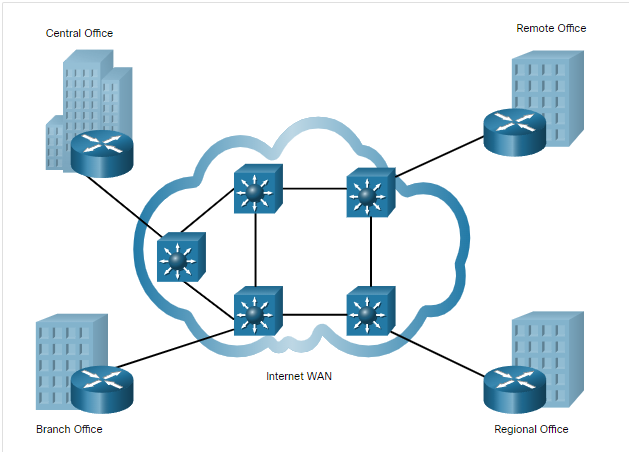 Central Office
Remote Office
Internet WAN
Branch Office
Regional Office